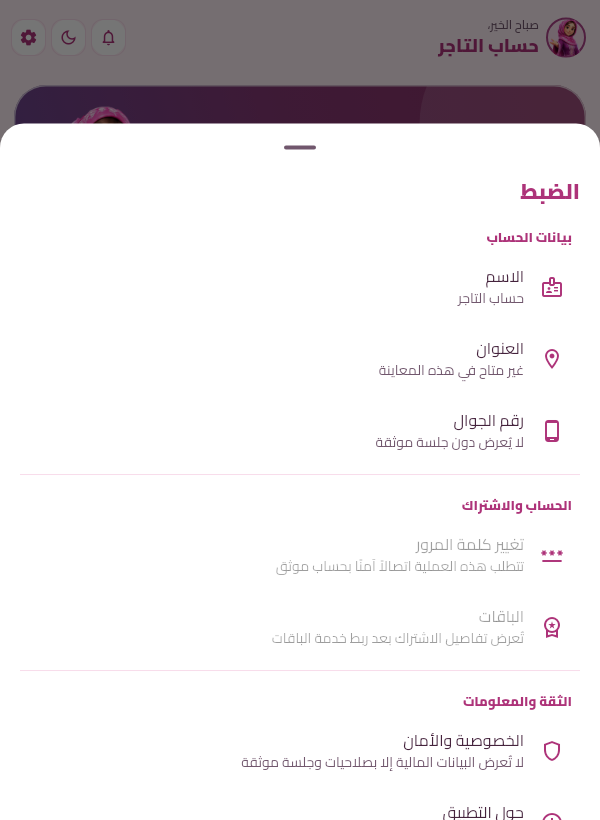 صباح الخير،
حساب التاجر
الضبط
بيانات الحساب
الاسم
حساب التاجر
العنوان
غير متاح في هذه المعاينة
رقم الجوال
لا يُعرض دون جلسة موثقة
الحساب والاشتراك
تغيير كلمة المرور
تتطلب هذه العملية اتصالاً آمنًا بحساب موثق
الباقات
تُعرض تفاصيل الاشتراك بعد ربط خدمة الباقات
الثقة والمعلومات
الخصوصية والأمان
لا تُعرض البيانات المالية إلا بصلاحيات وجلسة موثقة
حول التطبيق